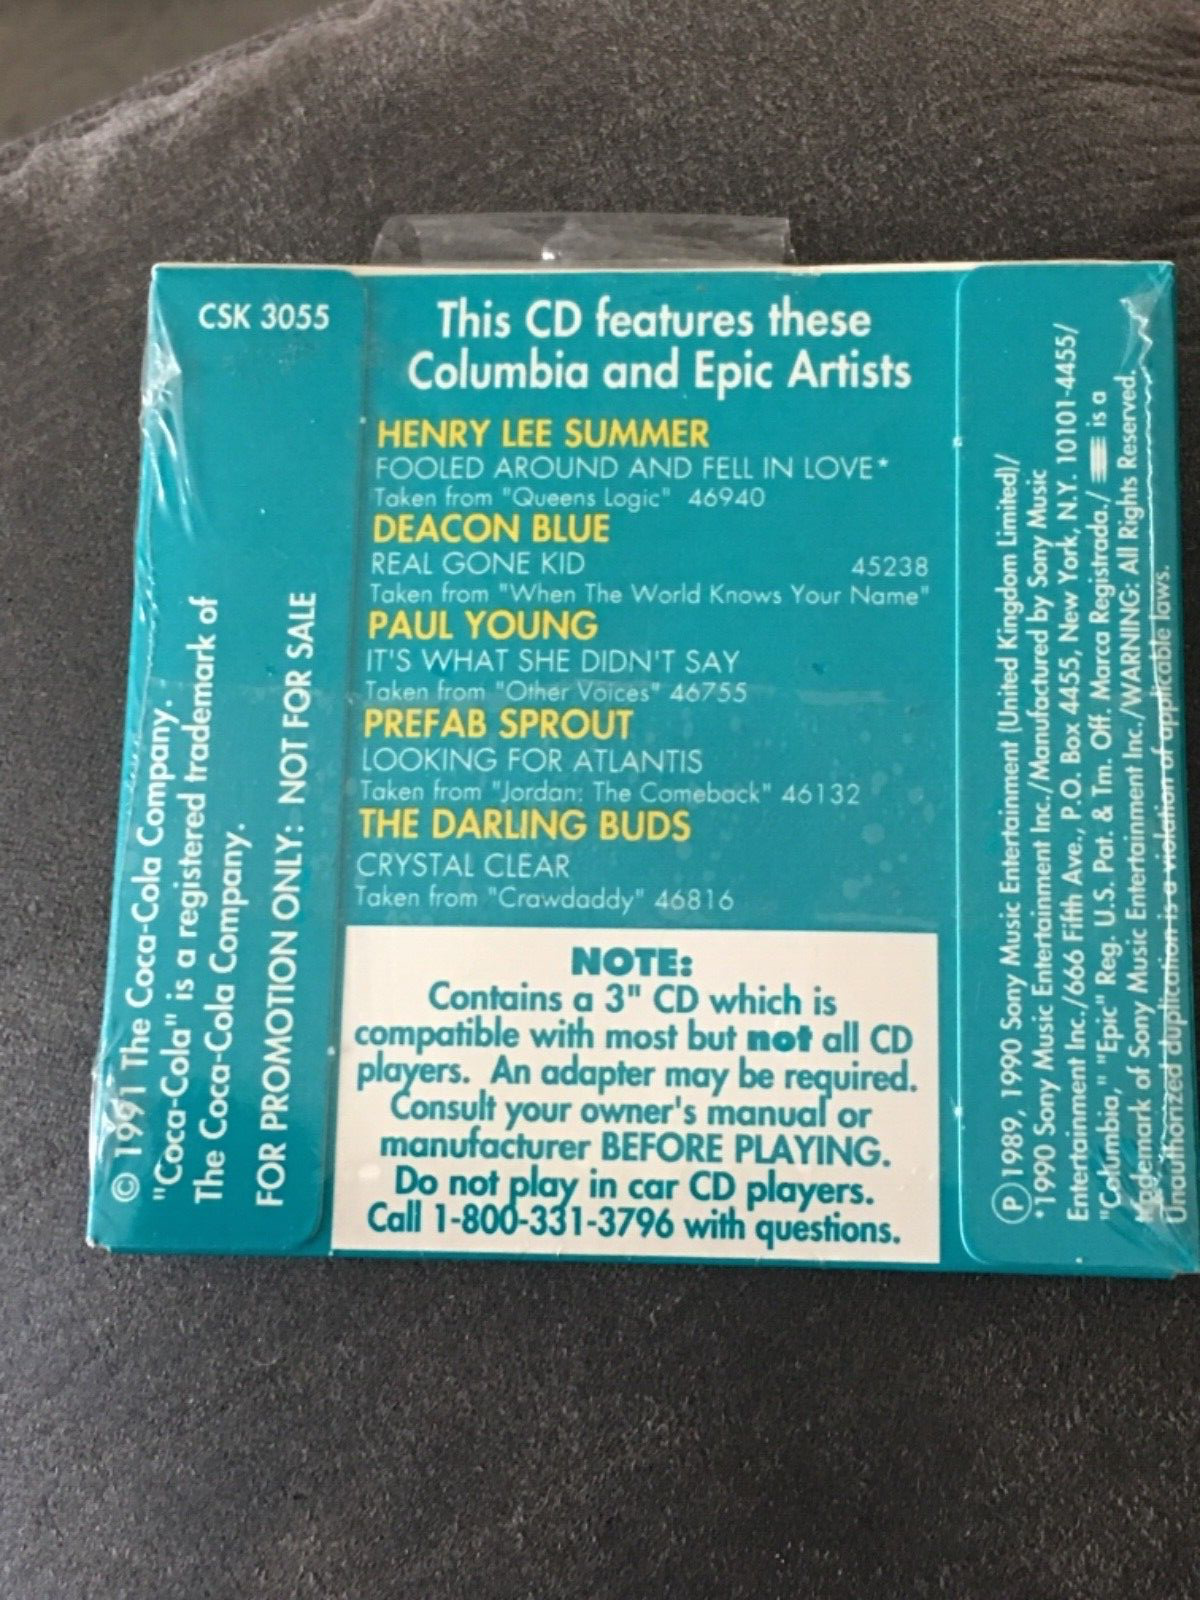 CSK 3055
This CD features these
Columbia and Epic Artists
HENRY LEE SUMMER
FOOLED AROUND AND FELL IN LOVE*
Taken from "Queens Logic" 46940
DEACON BLUE
REAL GONE KID 45238
Taken from "When The World Knows Your Name"
PAUL YOUNG
IT'S WHAT SHE DIDN'T SAY
Taken from "Other Voices" 46755
PREFAB SPROUT
LOOKING FOR ATLANTIS
Taken from "Jordan: The Comeback" 46132
THE DARLING BUDS
CRYSTAL CLEAR
Taken from "Crawdaddy" 46816
NOTE:
Contains a 3" CD which is
compatible with most but not all CD
players. An adapter may be required.
Consult your owner's manual or
manufacturer BEFORE PLAYING.
Do not play in car CD players.
Call 1-800-331-3796 with questions.
© 1991 The Coca-Cola Company.
"Coca-Cola" is a registered trademark of
The Coca-Cola Company.
FOR PROMOTION ONLY: NOT FOR SALE
℗ 1989, 1990 Sony Music Entertainment (United Kingdom Limited)/
*1990 Sony Music Entertainment Inc./Manufactured by Sony Music
Entertainment Inc./666 Fifth Ave., P.O. Box 4455, New York, N.Y. 10101-4455/
"Columbia," "Epic" Reg. U.S. Pat. & Tm. Off. Marca Registrada./ is a
trademark of Sony Music Entertainment Inc./WARNING: All Rights Reserved.
Unauthorized duplication is a violation of applicable laws.